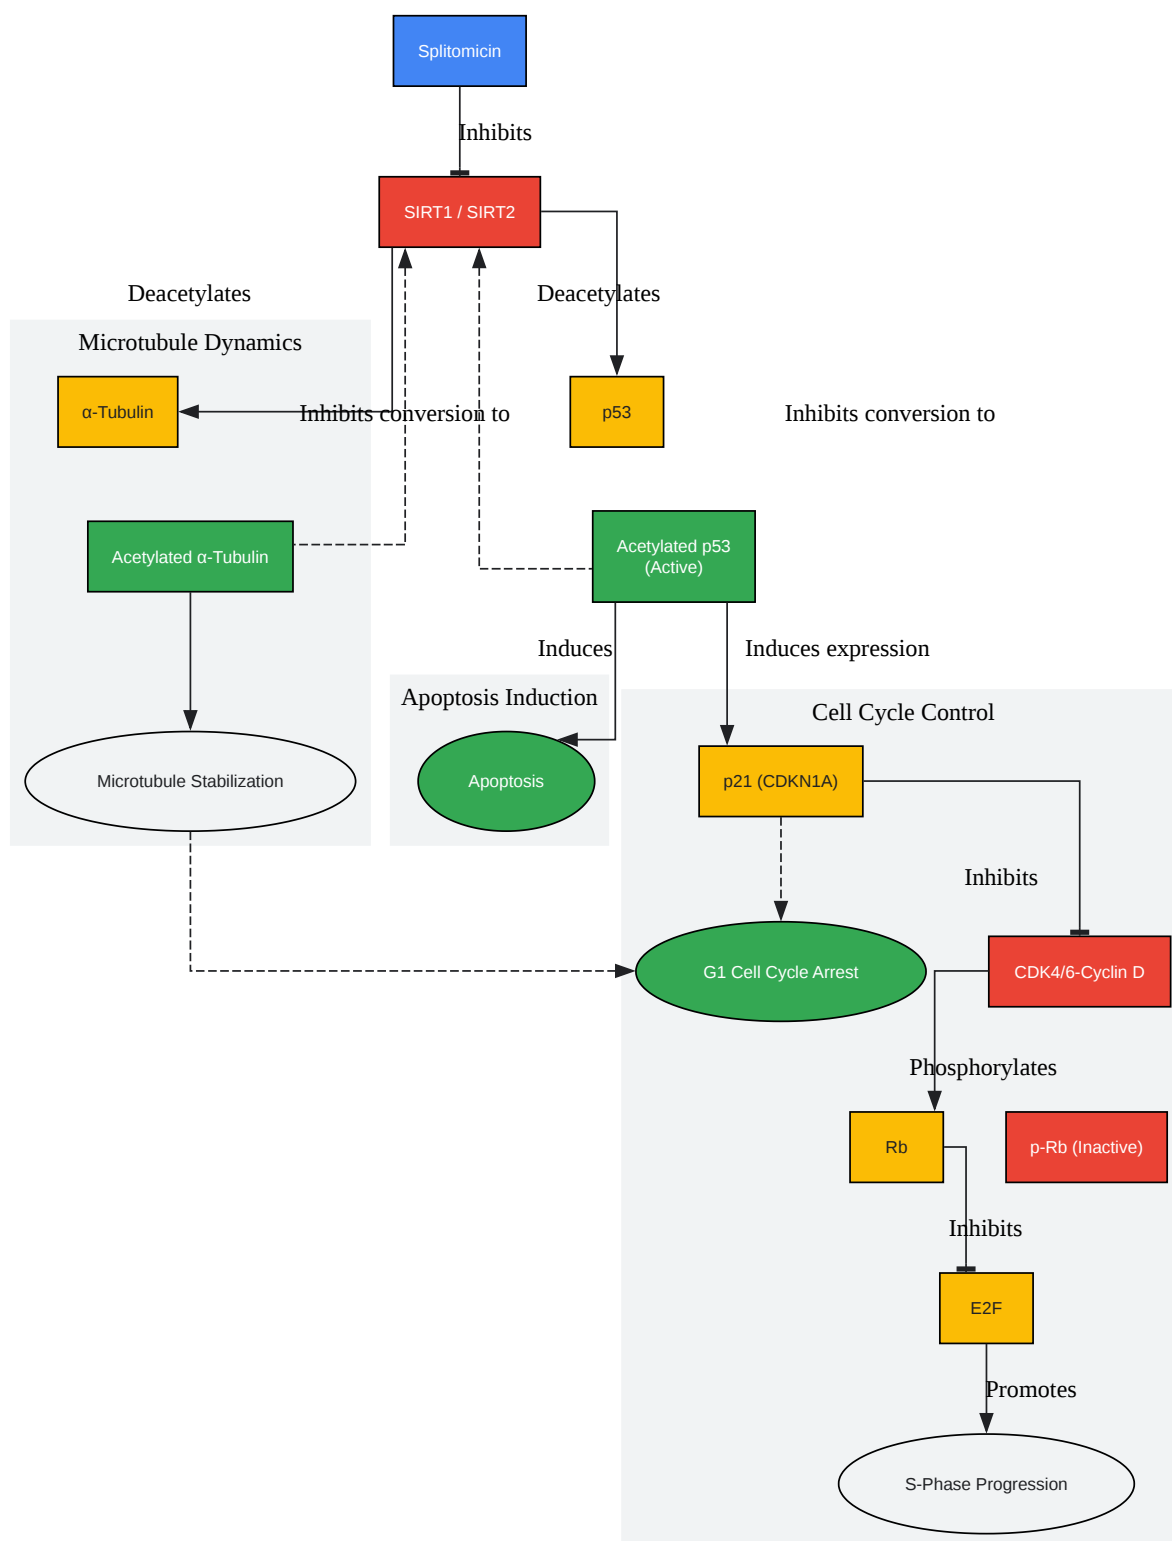 Splitomicin
Inhibits
SIRT1 / SIRT2
Deacetylates
Deacetylates
Microtubule Dynamics
α-Tubulin
Inhibits conversion to
p53
Inhibits conversion to
Acetylated α-Tubulin
Acetylated p53
(Active)
Induces
Induces expression
Apoptosis Induction
Cell Cycle Control
Microtubule Stabilization
Apoptosis
p21 (CDKN1A)
Inhibits
G1 Cell Cycle Arrest
CDK4/6-Cyclin D
Phosphorylates
Rb
p-Rb (Inactive)
Inhibits
E2F
Promotes
S-Phase Progression